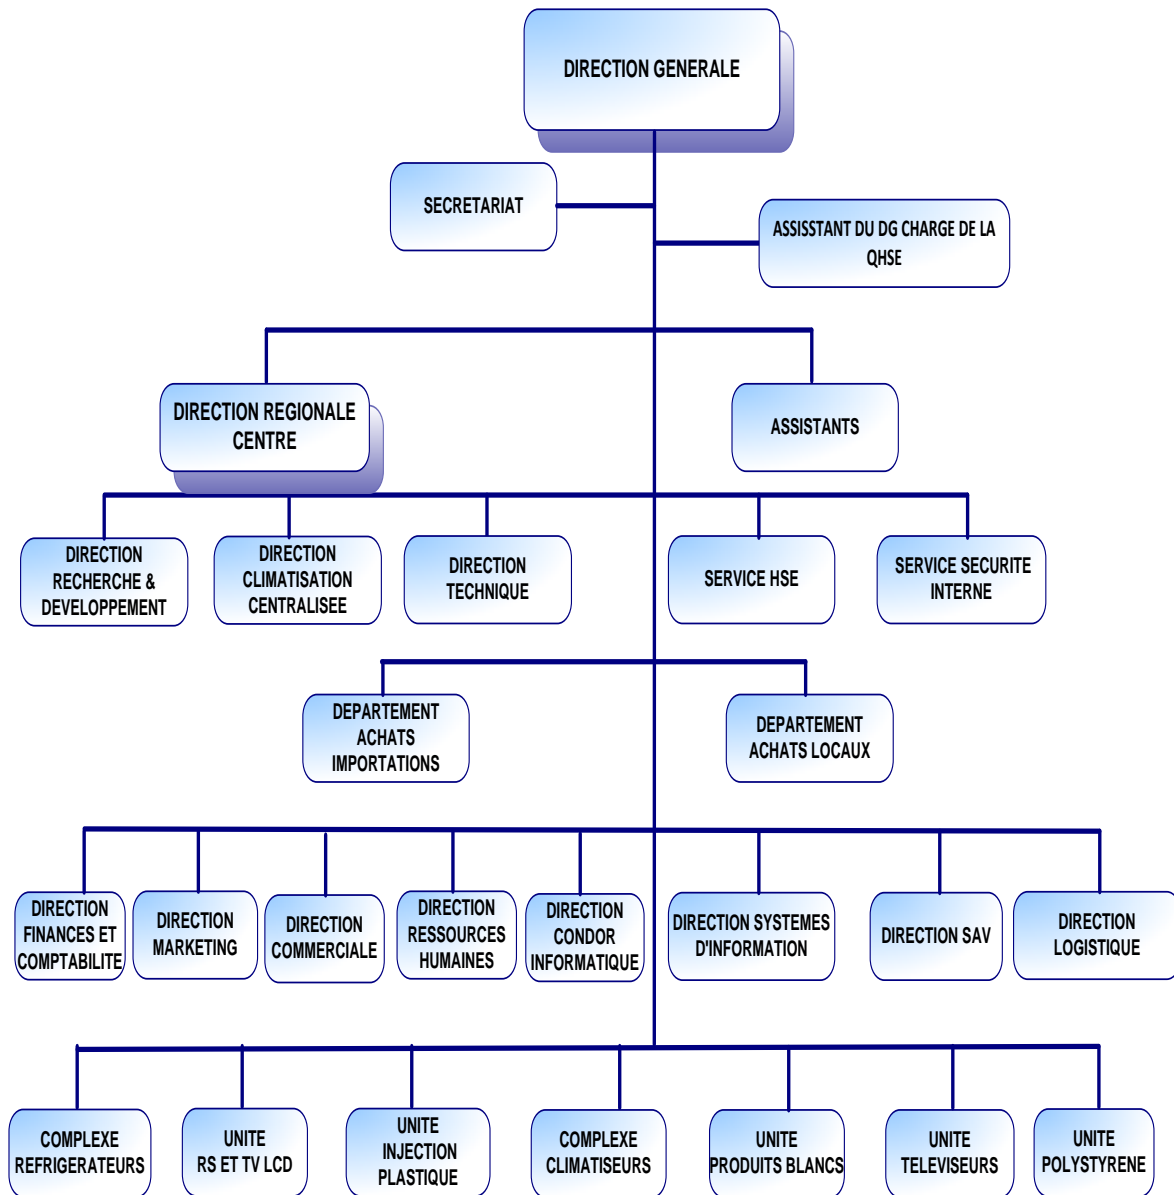 DIRECTION GENERALE
SECRETARIAT
ASSISSTANT DU DG CHARGE DE LA
QHSE
DIRECTION REGIONALE
CENTRE
ASSISTANTS
DIRECTION
RECHERCHE &
DEVELOPPEMENT
DIRECTION
CLIMATISATION
CENTRALISEE
DIRECTION
TECHNIQUE
SERVICE HSE
SERVICE SECURITE
INTERNE
DEPARTEMENT
ACHATS
IMPORTATIONS
DEPARTEMENT
ACHATS LOCAUX
DIRECTION
FINANCES ET
COMPTABILITE
DIRECTION
MARKETING
DIRECTION
COMMERCIALE
DIRECTION
RESSOURCES
HUMAINES
DIRECTION
CONDOR
INFORMATIQUE
DIRECTION SYSTEMES
D'INFORMATION
DIRECTION SAV
DIRECTION
LOGISTIQUE
COMPLEXE
REFRIGERATEURS
UNITE
RS ET TV LCD
UNITE
INJECTION
PLASTIQUE
COMPLEXE
CLIMATISEURS
UNITE
PRODUITS BLANCS
UNITE
TELEVISEURS
UNITE
POLYSTYRENE